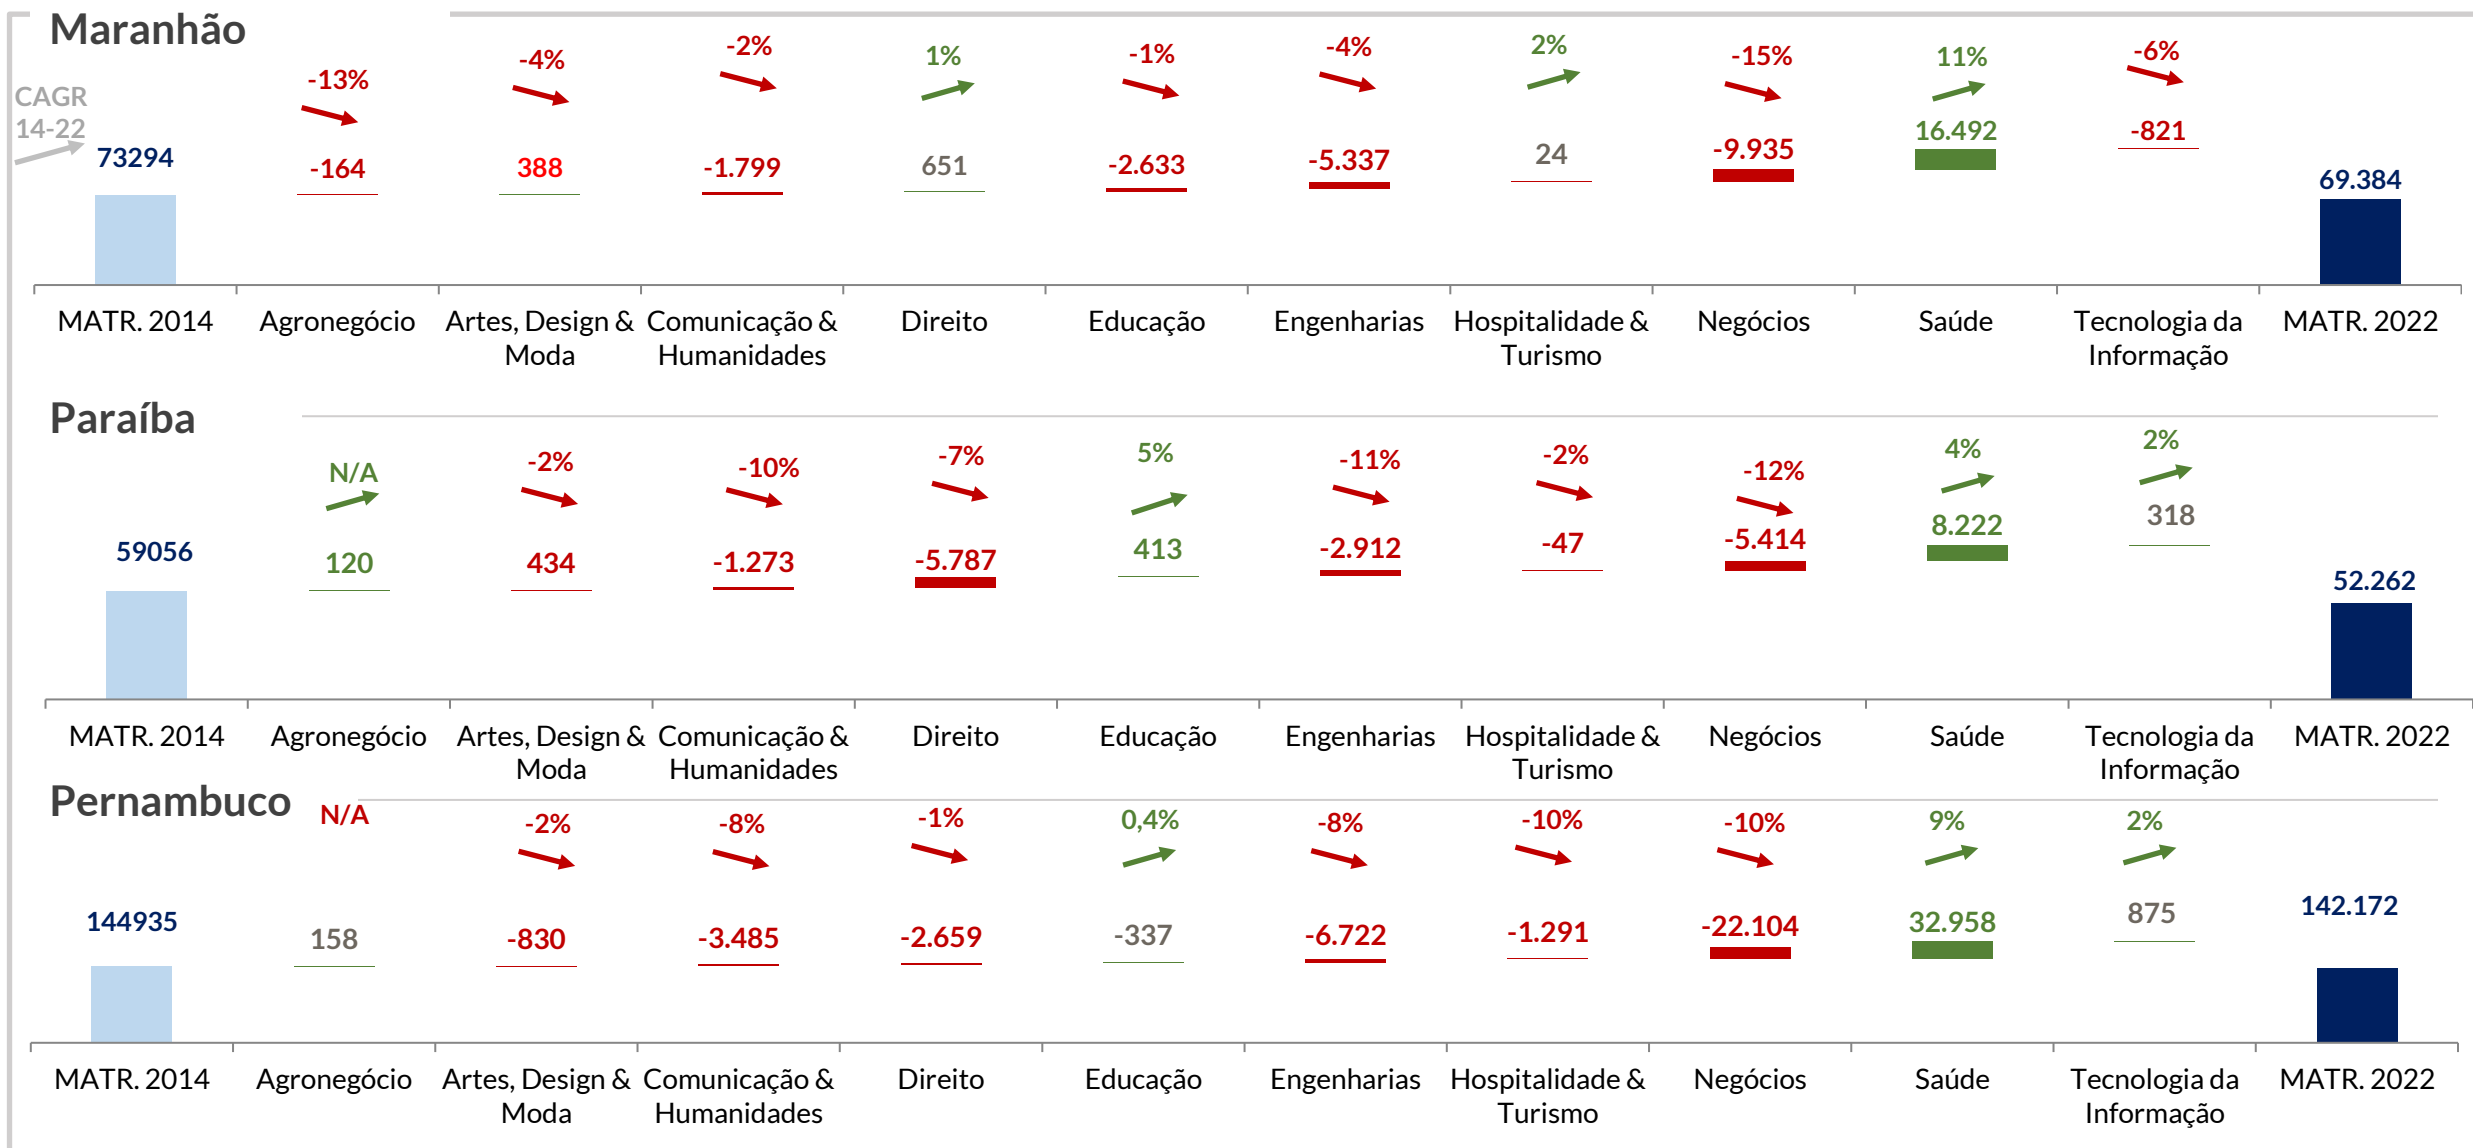 Maranhão
CAGR
14-22
-13%
-4%
-2%
1%
-1%
-4%
2%
-15%
11%
-6%
73294
-164
388
-1.799
651
-2.633
-5.337
24
-9.935
16.492
-821
69.384
MATR. 2014
Agronegócio
Artes, Design &
Moda
Comunicação &
Humanidades
Direito
Educação
Engenharias
Hospitalidade &
Turismo
Negócios
Saúde
Tecnologia da
Informação
MATR. 2022
Paraíba
N/A
-2%
-10%
-7%
5%
-11%
-2%
-12%
4%
2%
59056
120
434
-1.273
-5.787
413
-2.912
-47
-5.414
8.222
318
52.262
MATR. 2014
Agronegócio
Artes, Design &
Moda
Comunicação &
Humanidades
Direito
Educação
Engenharias
Hospitalidade &
Turismo
Negócios
Saúde
Tecnologia da
Informação
MATR. 2022
Pernambuco
N/A
-2%
-8%
-1%
0,4%
-8%
-10%
-10%
9%
2%
144935
158
-830
-3.485
-2.659
-337
-6.722
-1.291
-22.104
32.958
875
142.172
MATR. 2014
Agronegócio
Artes, Design &
Moda
Comunicação &
Humanidades
Direito
Educação
Engenharias
Hospitalidade &
Turismo
Negócios
Saúde
Tecnologia da
Informação
MATR. 2022